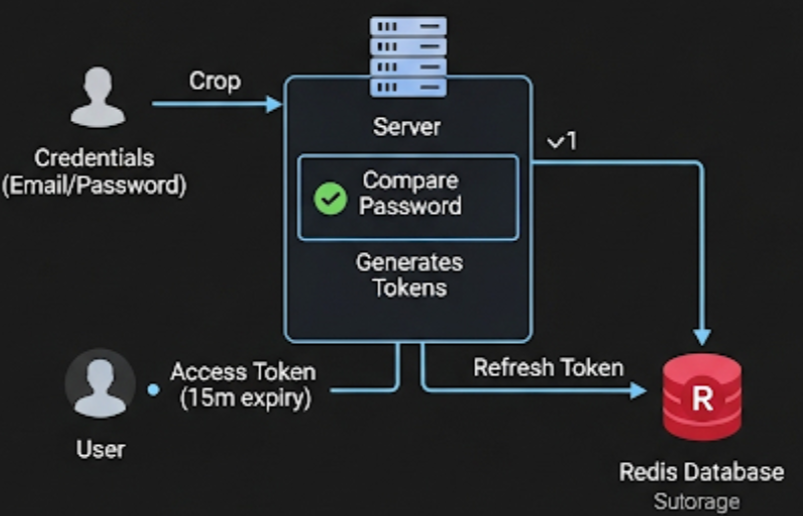 Crop
Credentials
(Email/Password)
Server
Compare
Password
Generates
Tokens
✓1
Access Token
(15m expiry)
User
Refresh Token
R
Redis Database
Sutorage